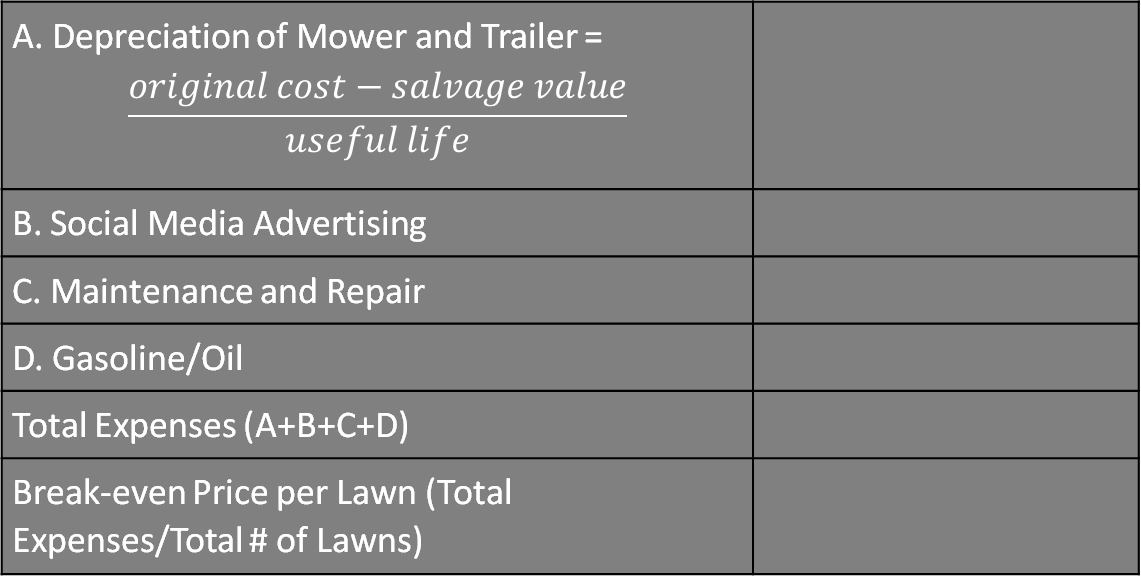 A. Depreciation of Mower and Trailer =
original cost − salvage value
useful life
B. Social Media Advertising
C. Maintenance and Repair
D. Gasoline/Oil
Total Expenses (A+B+C+D)
Break-even Price per Lawn (Total
Expenses/Total # of Lawns)